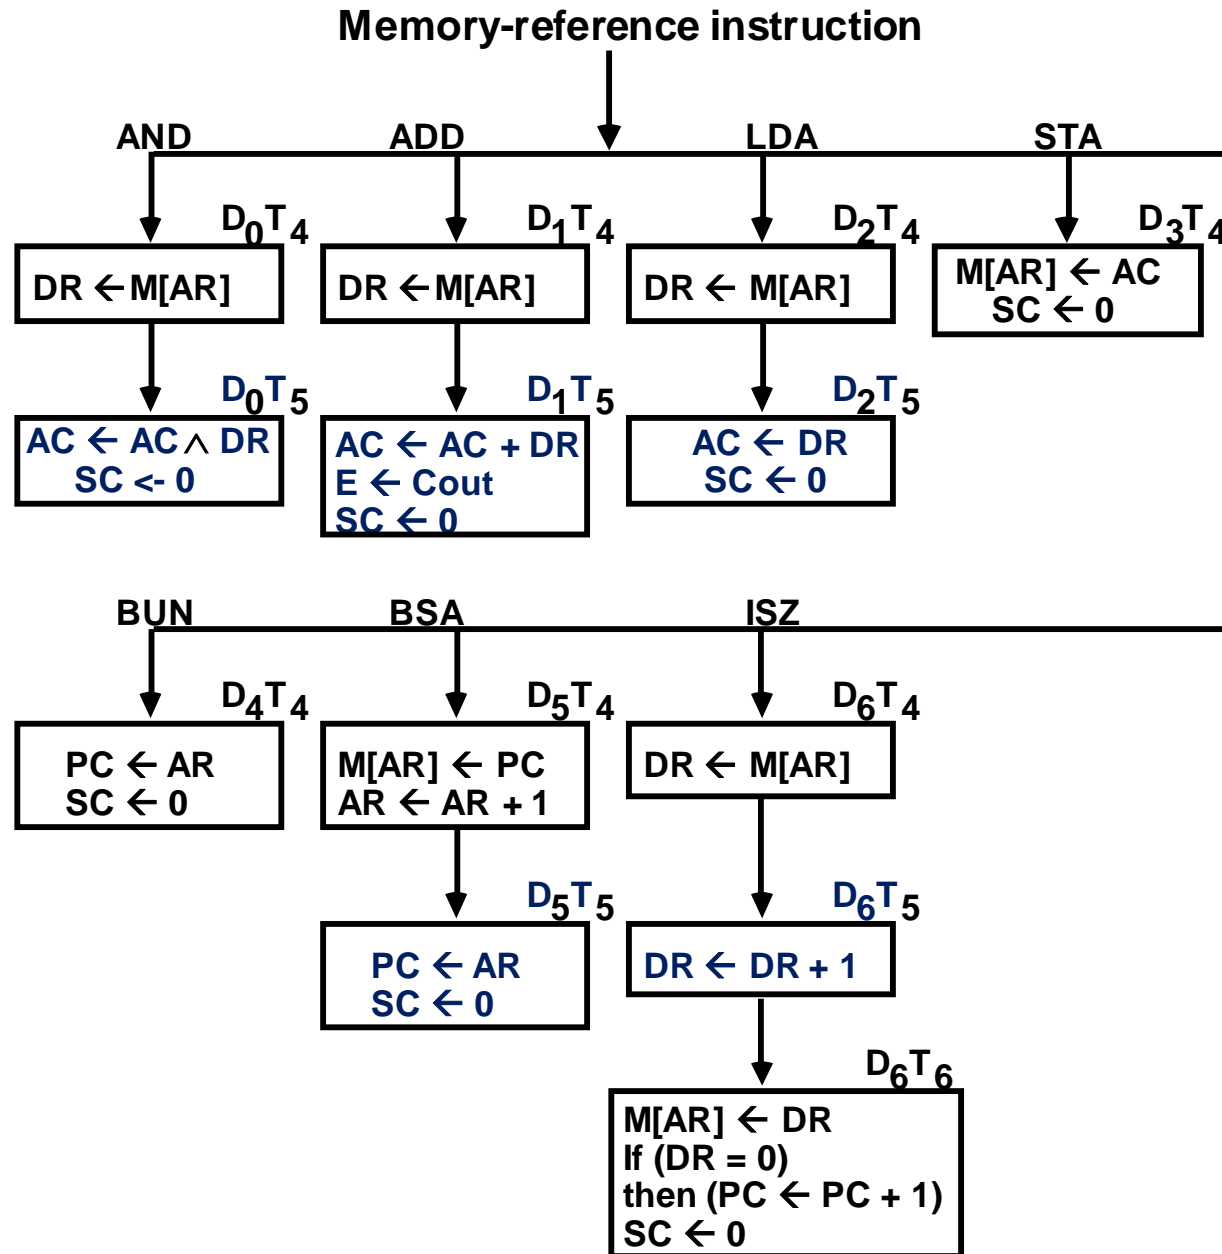 Memory-reference instruction
AND ADD LDA STA
D₀T₄ D₁T₄ D₂T₄ D₃T₄
DR ← M[AR] DR ← M[AR] DR ← M[AR] M[AR] ← AC
SC ← 0
D₀T₅ D₁T₅ D₂T₅
AC ← AC ∧ DR AC ← AC + DR AC ← DR
SC <- 0 E ← Cout SC ← 0
SC ← 0
BUN BSA ISZ
D₄T₄ D₅T₄ D₆T₄
PC ← AR M[AR] ← PC DR ← M[AR]
SC ← 0 AR ← AR + 1
D₅T₅ D₆T₅
PC ← AR DR ← DR + 1
SC ← 0
D₆T₆
M[AR] ← DR
If (DR = 0)
then (PC ← PC + 1)
SC ← 0